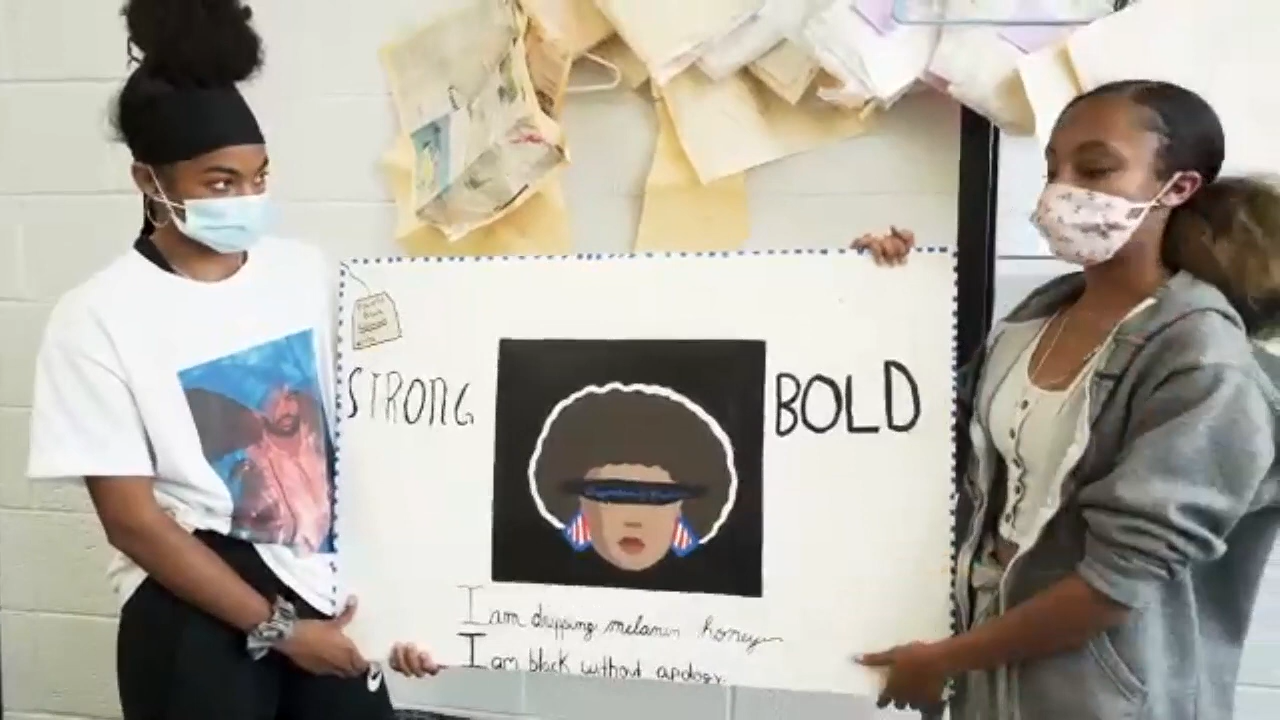 STRONG
BOLD
I am dripping melanin honey
I am black without apology.